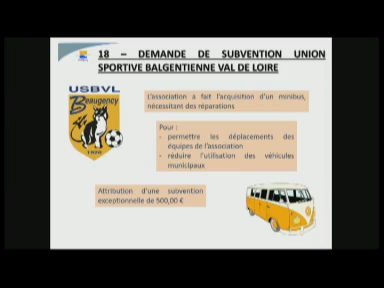 18 – DEMANDE DE SUBVENTION UNION
SPORTIVE BALGENTIENNE VAL DE LOIRE
USBVL
Beaugency
L'association a fait l'acquisition d'un minibus,
nécessitant des réparations
Pour :
- permettre les déplacements des
équipes de l'association
- réduire l'utilisation des véhicules
municipaux
Attribution d'une subvention
exceptionnelle de 500,00 €